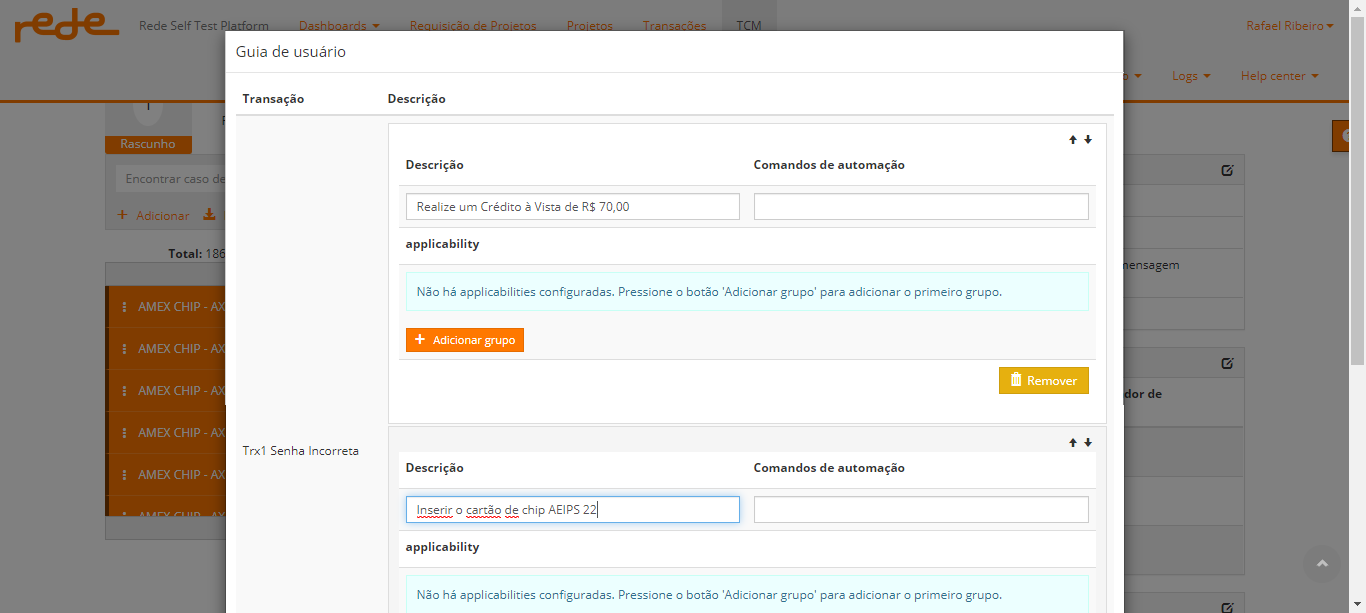 rede Rede Self Test Platform Dashboards Requisição de Projetos Projetos Transações TCM Rafael Ribeiro
Logs Help center
Guia de usuário
Transação Descrição
Rascunho
Encontrar caso de
Adicionar
Total: 186
AMEX CHIP - AX
AMEX CHIP - AX
AMEX CHIP - AX
AMEX CHIP - AX
AMEX CHIP - AX
AMEX CHIP - AX
Descrição Comandos de automação
Realize um Crédito à Vista de R$ 70,00
applicability
Não há applicabilities configuradas. Pressione o botão 'Adicionar grupo' para adicionar o primeiro grupo.
+ Adicionar grupo
Remover
Trx1 Senha Incorreta
Descrição Comandos de automação
Inserir o cartão de chip AEIPS 22
applicability
Não há applicabilities configuradas. Pressione o botão 'Adicionar grupo' para adicionar o primeiro grupo.
mensagem
dor de